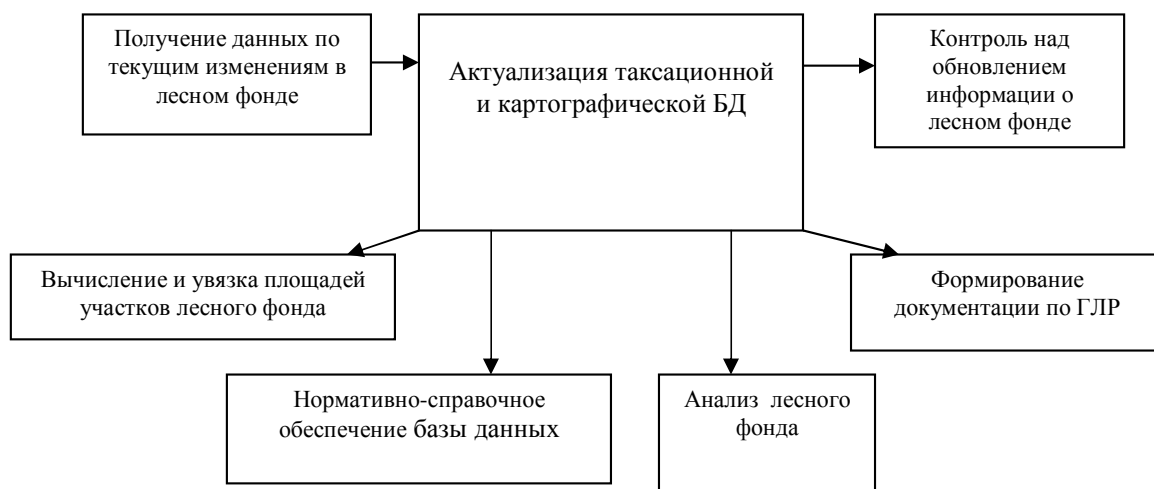 Получение данных по
текущим изменениям в
лесном фонде
Актуализация таксационной
и картографической БД
Контроль над
обновлением
информации о
лесном фонде
Вычисление и увязка площадей
участков лесного фонда
Формирование
документации по ГЛР
Нормативно-справочное
обеспечение базы данных
Анализ лесного
фонда